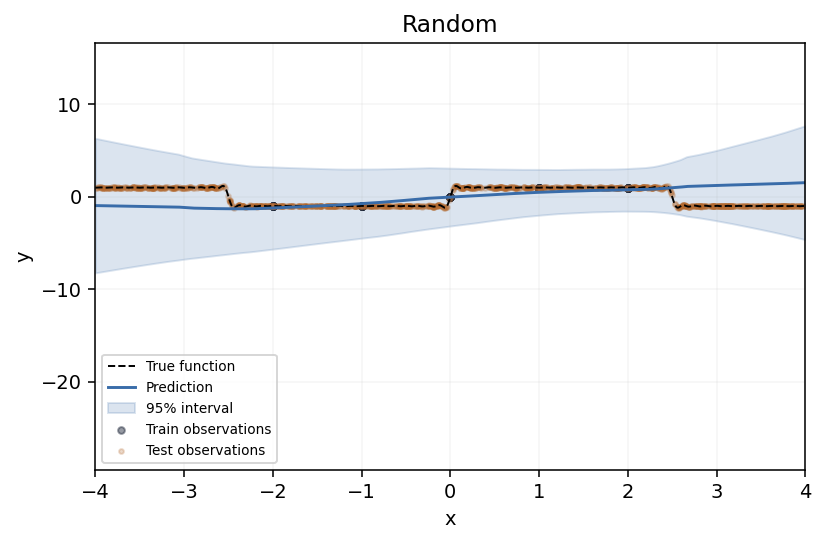 Random
10
0
−10
−20
y
−4 −3 −2 −1 0 1 2 3 4
x
True function
Prediction
95% interval
Train observations
Test observations